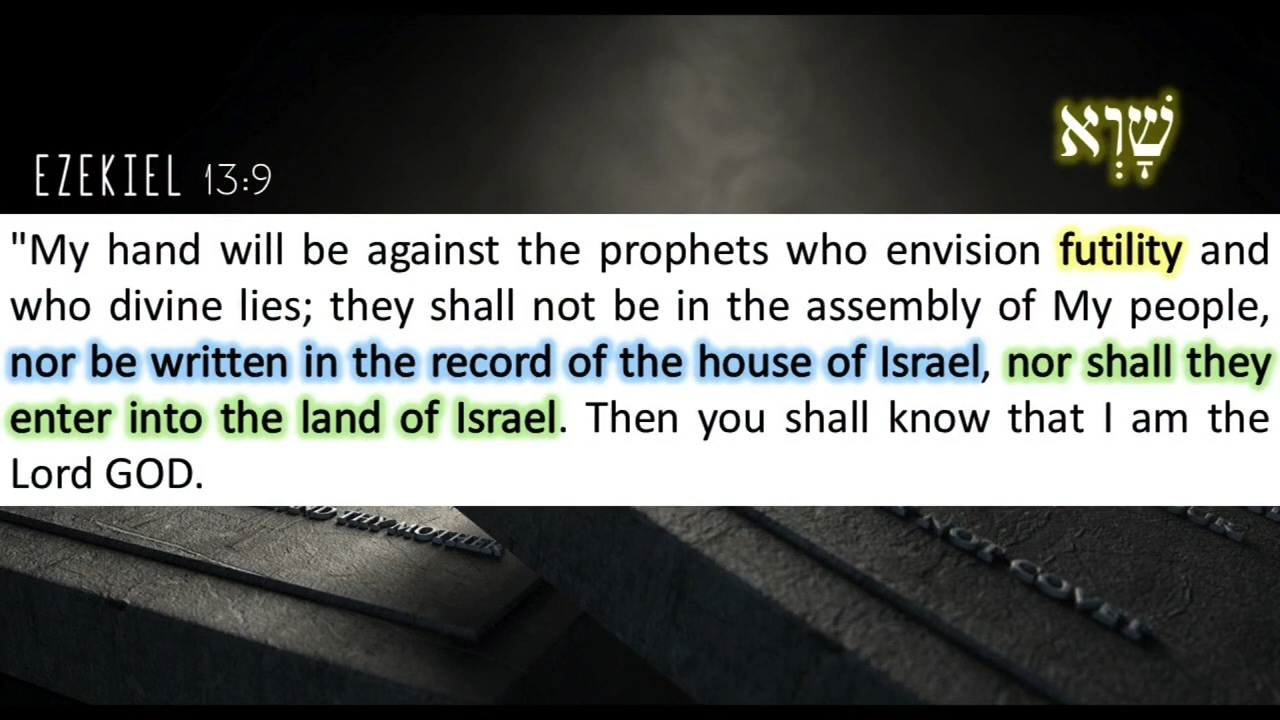 שָׁוְא
EZEKIEL 13:9
"My hand will be against the prophets who envision futility and
who divine lies; they shall not be in the assembly of My people,
nor be written in the record of the house of Israel, nor shall they
enter into the land of Israel. Then you shall know that I am the
Lord GOD.
AND THY MOTHER
NOT COVET